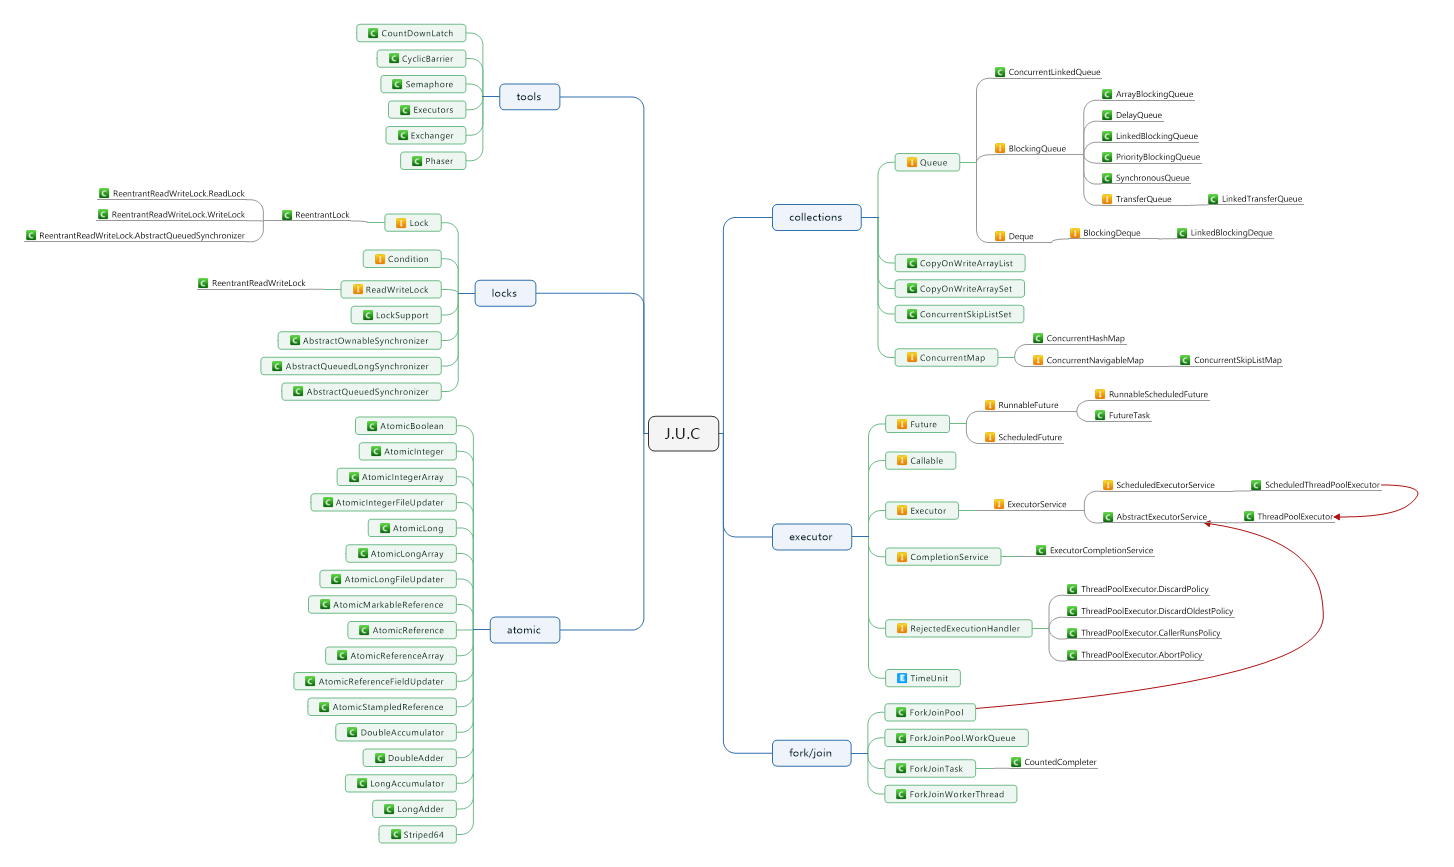 J.U.C
tools
C CountDownLatch
C CyclicBarrier
C Semaphore
C Executors
C Exchanger
C Phaser
locks
I Lock
C ReentrantLock
C ReentrantReadWriteLock.ReadLock
C ReentrantReadWriteLock.WriteLock
C ReentrantReadWriteLock.AbstractQueuedSynchronizer
I Condition
I ReadWriteLock
C ReentrantReadWriteLock
C LockSupport
C AbstractOwnableSynchronizer
C AbstractQueuedLongSynchronizer
C AbstractQueuedSynchronizer
atomic
C AtomicBoolean
C AtomicInteger
C AtomicIntegerArray
C AtomicIntegerFileUpdater
C AtomicLong
C AtomicLongArray
C AtomicLongFileUpdater
C AtomicMarkableReference
C AtomicReference
C AtomicReferenceArray
C AtomicReferenceFieldUpdater
C AtomicStampledReference
C DoubleAccumulator
C DoubleAdder
C LongAccumulator
C LongAdder
C Striped64
collections
I Queue
C ConcurrentLinkedQueue
I BlockingQueue
C ArrayBlockingQueue
C DelayQueue
C LinkedBlockingQueue
C PriorityBlockingQueue
C SynchronousQueue
I TransferQueue
C LinkedTransferQueue
I Deque
I BlockingDeque
C LinkedBlockingDeque
C CopyOnWriteArrayList
C CopyOnWriteArraySet
C ConcurrentSkipListSet
I ConcurrentMap
C ConcurrentHashMap
I ConcurrentNavigableMap
C ConcurrentSkipListMap
executor
I Future
I RunnableFuture
I RunnableScheduledFuture
C FutureTask
I ScheduledFuture
I Callable
I Executor
I ExecutorService
I ScheduledExecutorService
C ScheduledThreadPoolExecutor
C AbstractExecutorService
C ThreadPoolExecutor
I CompletionService
C ExecutorCompletionService
I RejectedExecutionHandler
C ThreadPoolExecutor.DiscardPolicy
C ThreadPoolExecutor.DiscardOldestPolicy
C ThreadPoolExecutor.CallerRunsPolicy
C ThreadPoolExecutor.AbortPolicy
E TimeUnit
fork/join
C ForkJoinPool
C ForkJoinPool.WorkQueue
C ForkJoinTask
C CountedCompleter
C ForkJoinWorkerThread